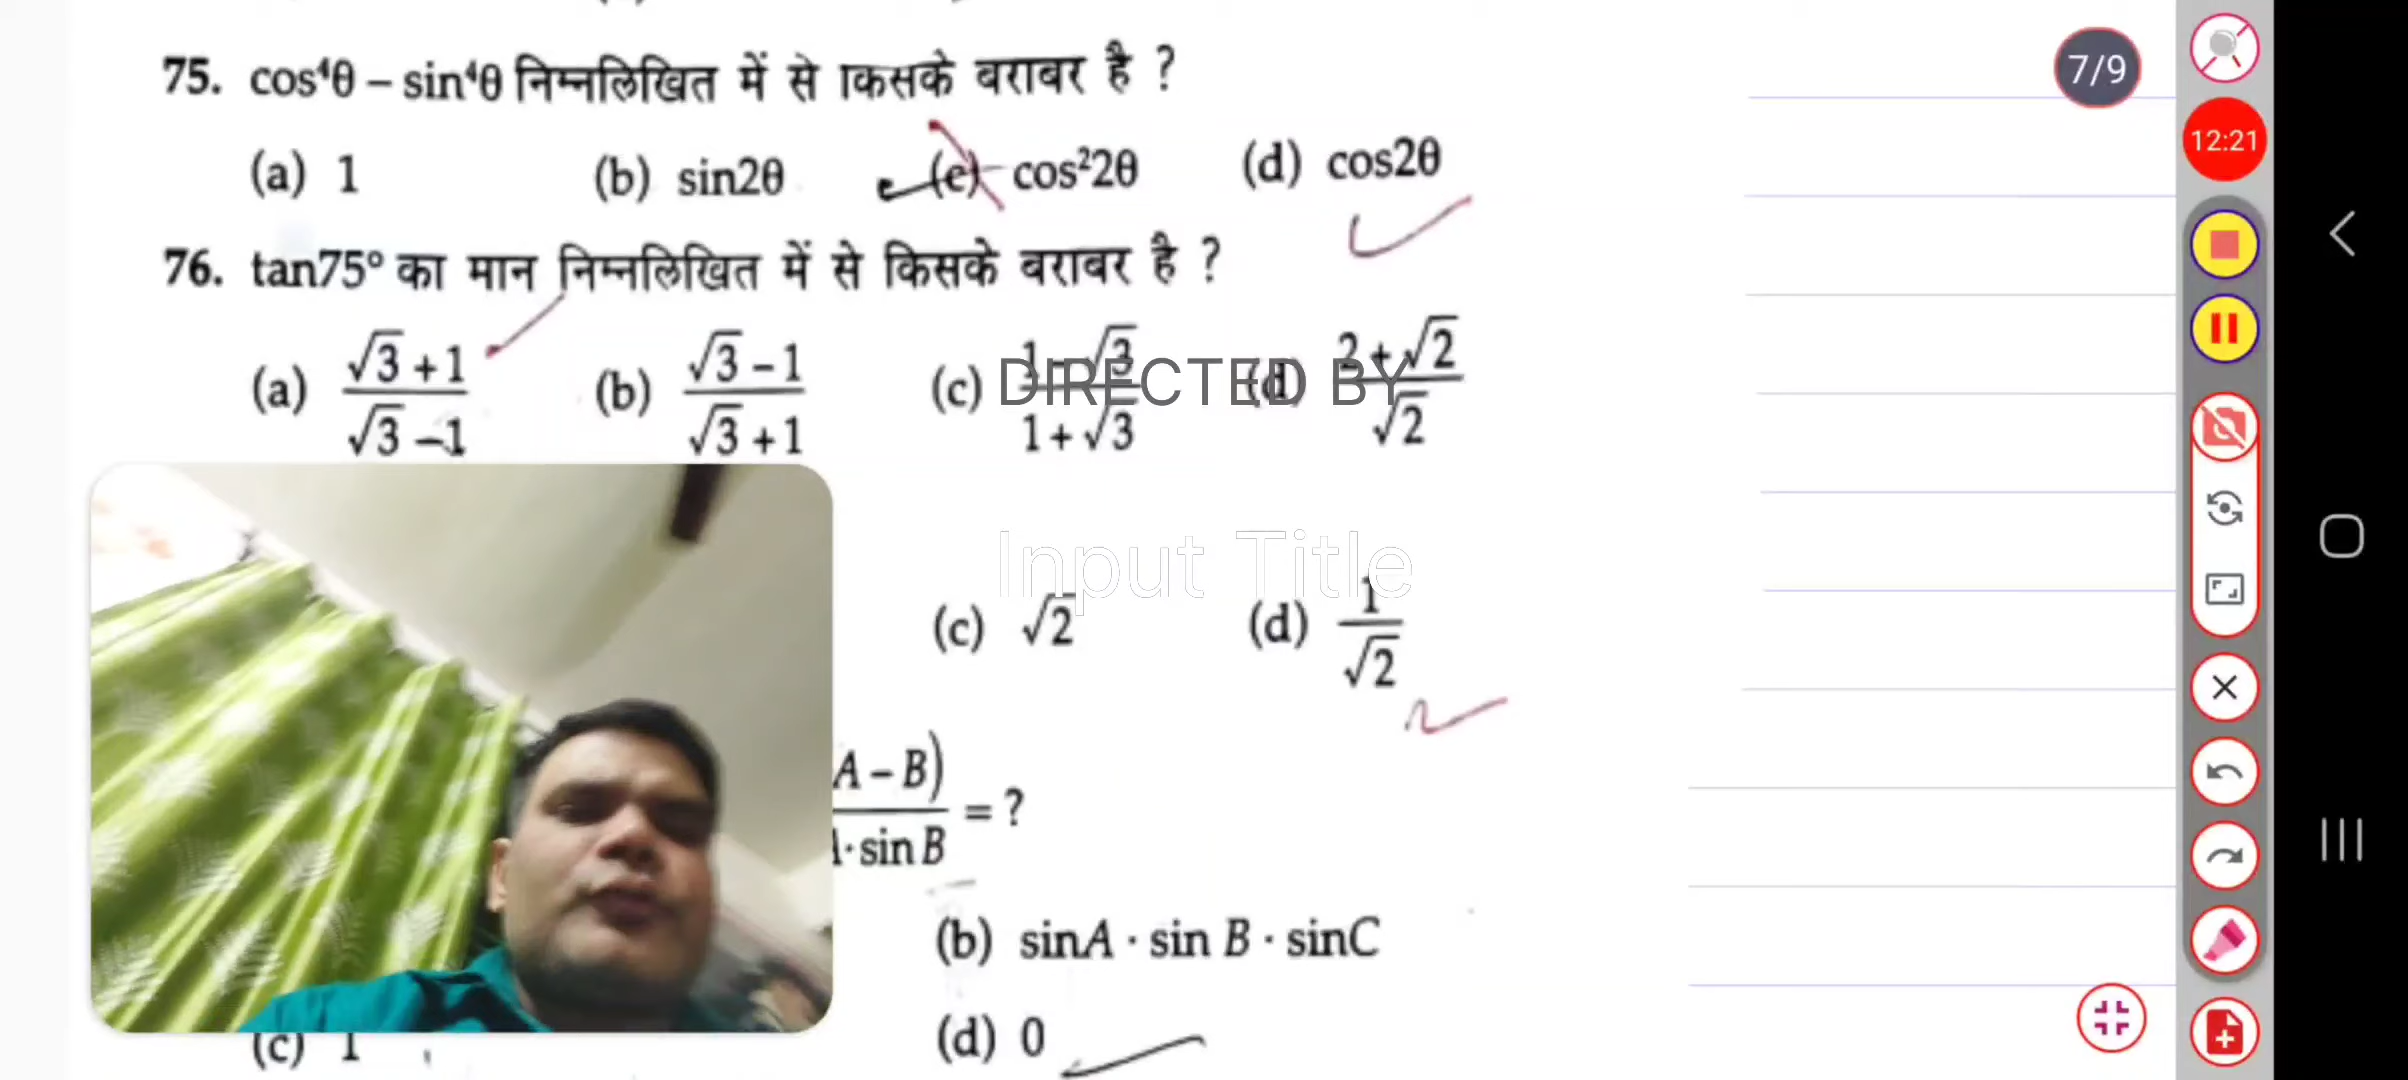 75. cos⁴θ – sin⁴θ निम्नलिखित में से किसके बराबर है ?
(a) 1 (b) sin2θ (c) cos²2θ (d) cos2θ
76. tan75° का मान निम्नलिखित में से किसके बराबर है ?
(a) (√3 + 1)/(√3 – 1) (b) (√3 – 1)/(√3 + 1) (c) (1 – √3)/(1 + √3) (d) (2 + √2)/√2
DIRECTED BY
Input Title
(c) √2 (d) 1/√2
A – B)
· sin B = ?
(b) sinA · sin B · sinC
(c) 1 (d) 0
7/9
12:21